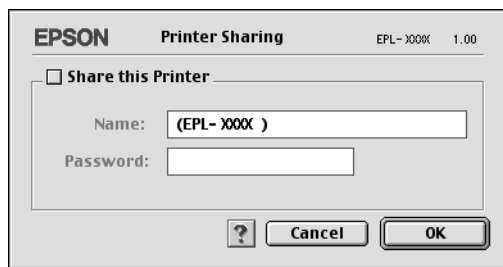 EPSON Printer Sharing EPL-XXXX 1.00
Share this Printer
Name: (EPL-XXXX )
Password:
? Cancel OK